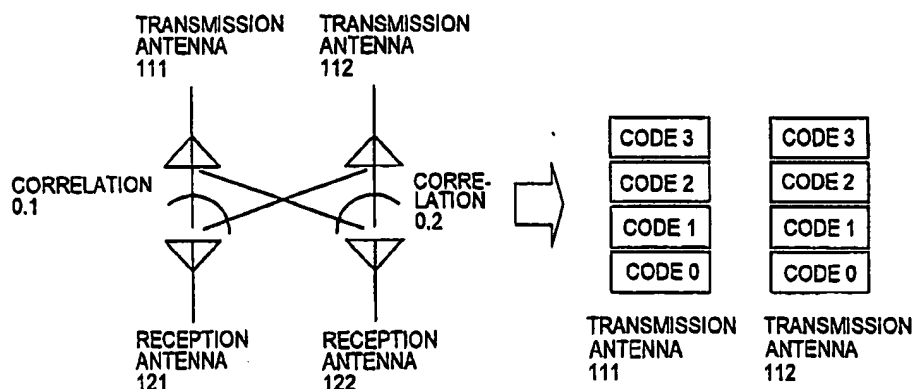 TRANSMISSION
ANTENNA
111
TRANSMISSION
ANTENNA
112
CORRELATION
0.1
CORRE-
LATION
0.2
RECEPTION
ANTENNA
121
RECEPTION
ANTENNA
122
CODE 3
CODE 2
CODE 1
CODE 0
TRANSMISSION
ANTENNA
111
CODE 3
CODE 2
CODE 1
CODE 0
TRANSMISSION
ANTENNA
112